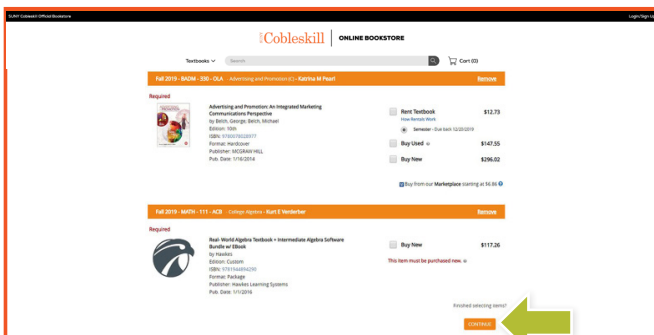 SUNY Cobleskill Official Bookstore
Login/Sign Up
SUNY Cobleskill | ONLINE BOOKSTORE
Textbooks Search Cart (0)
Fall 2019 - BADM - 330 - OLA - Advertising and Promotion (C) - Katrina M Pearl Remove
Required
Advertising and Promotion: An Integrated Marketing
Communications Perspective
by Belch, George; Belch, Michael
Edition: 10th
ISBN: 9780078028977
Format: Hardcover
Publisher: MCGRAW HILL
Pub. Date: 1/16/2014
Rent Textbook $12.73
How Rentals Work
Semester - Due back 12/20/2019
Buy Used $147.55
Buy New $296.02
Buy from our Marketplace starting at $6.86
Fall 2019 - MATH - 111 - ACB - College Algebra - Kurt E Verderber Remove
Required
Real- World Algebra Textbook + Intermediate Algebra Software
Bundle w/ EBook
by Hawkes
Edition: Custom
ISBN: 9781944894290
Format: Package
Publisher: Hawkes Learning Systems
Pub. Date: 1/1/2016
Buy New $117.26
This item must be purchased new.
Finished selecting items?
CONTINUE